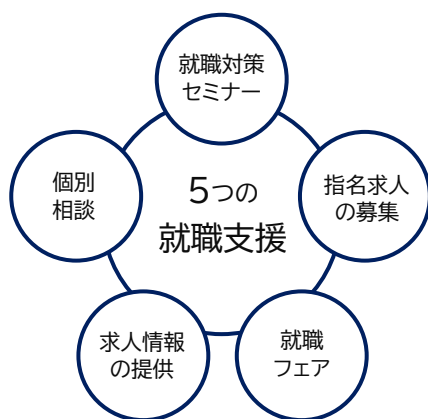 5つの
就職支援
就職対策
セミナー
指名求人
の募集
就職
フェア
求人情報
の提供
個別
相談